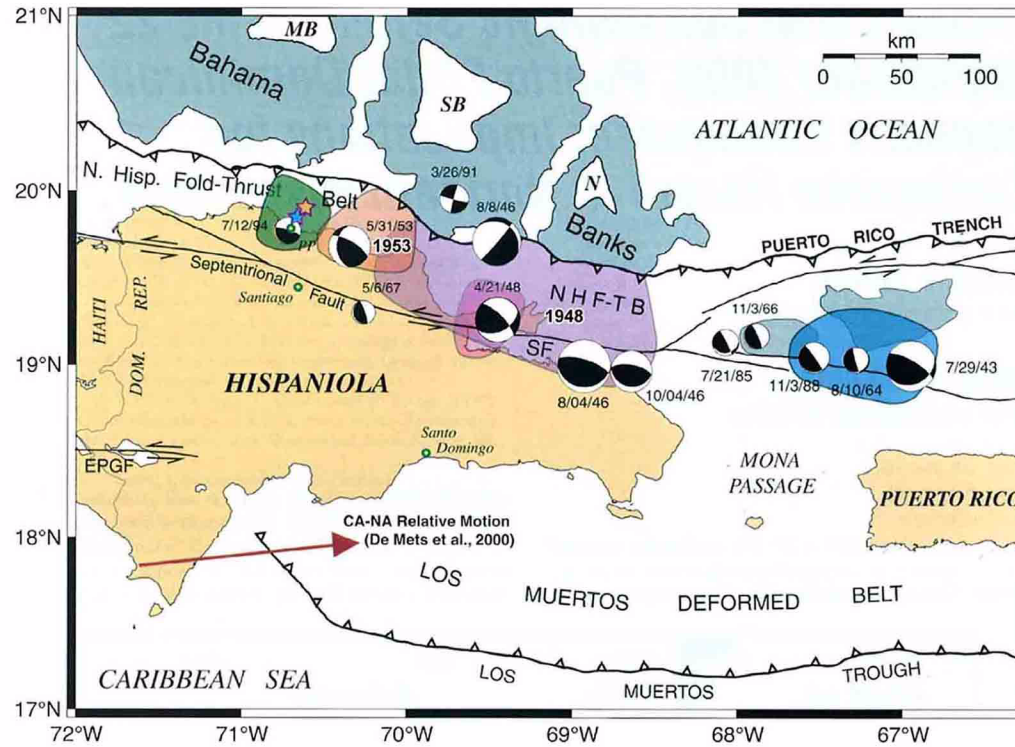 21°N
20°N
19°N
18°N
17°N
72°W
71°W
70°W
69°W
68°W
67°W
MB
Bahama
SB
km
0 50 100
ATLANTIC OCEAN
N
Banks
N. Hisp. Fold-Thrust Belt
3/26/91
8/8/46
7/12/94
PP
5/31/53
1953
PUERTO RICO TRENCH
Septentrional Fault
Santiago
5/6/67
4/21/48
N H F-T B
1948
SF
11/3/66
7/21/85
11/3/88
8/10/64
7/29/43
8/04/46
10/04/46
HAITI
DOM. REP.
HISPANIOLA
Santo
Domingo
EPGF
MONA
PASSAGE
PUERTO RICO
CA-NA Relative Motion
(De Mets et al., 2000)
LOS MUERTOS DEFORMED BELT
LOS MUERTOS TROUGH
CARIBBEAN SEA